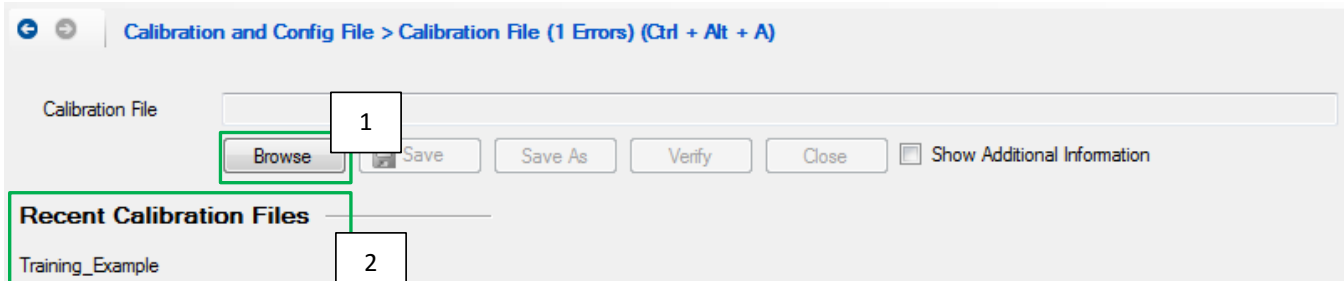 Calibration and Config File > Calibration File (1 Errors) (Ctrl + Alt + A)
Calibration File
1
Browse Save Save As Verify Close Show Additional Information
Recent Calibration Files
Training_Example
2